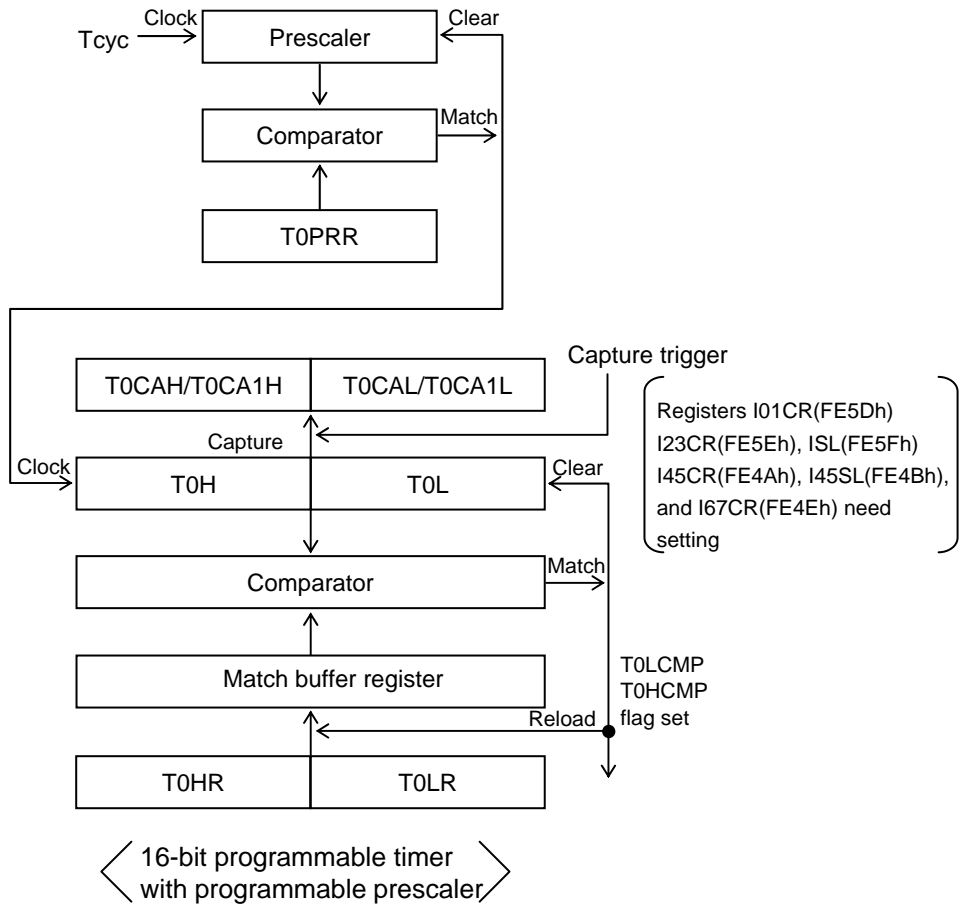 Clock
Clear
Tcyc
Prescaler
Match
Comparator
T0PRR
Capture trigger
T0CAH/T0CA1H
T0CAL/T0CA1L
Registers I01CR(FE5Dh)
I23CR(FE5Eh), ISL(FE5Fh)
I45CR(FE4Ah), I45SL(FE4Bh),
and I67CR(FE4Eh) need
setting
Capture
Clock
T0H
T0L
Clear
Match
Comparator
T0LCMP
T0HCMP
flag set
Match buffer register
Reload
T0HR
T0LR
16-bit programmable timer
with programmable prescaler